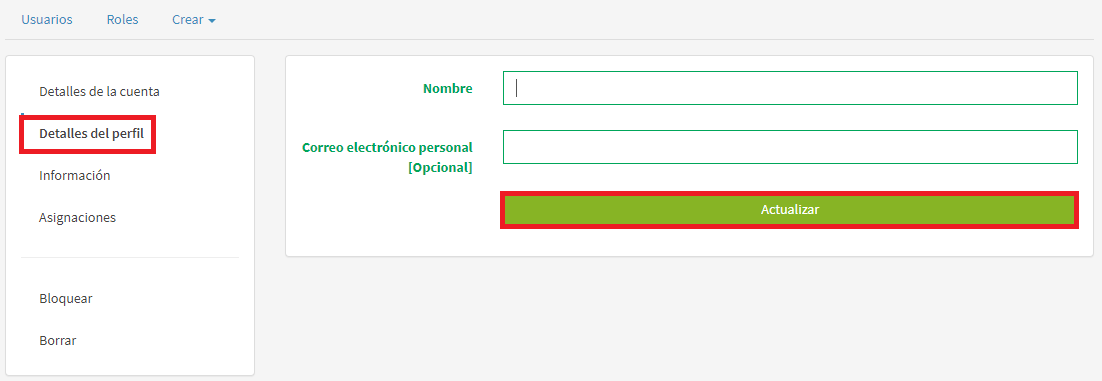 Usuarios Roles Crear
Detalles de la cuenta
Detalles del perfil
Información
Asignaciones
Bloquear
Borrar
Nombre
Correo electrónico personal
[Opcional]
Actualizar